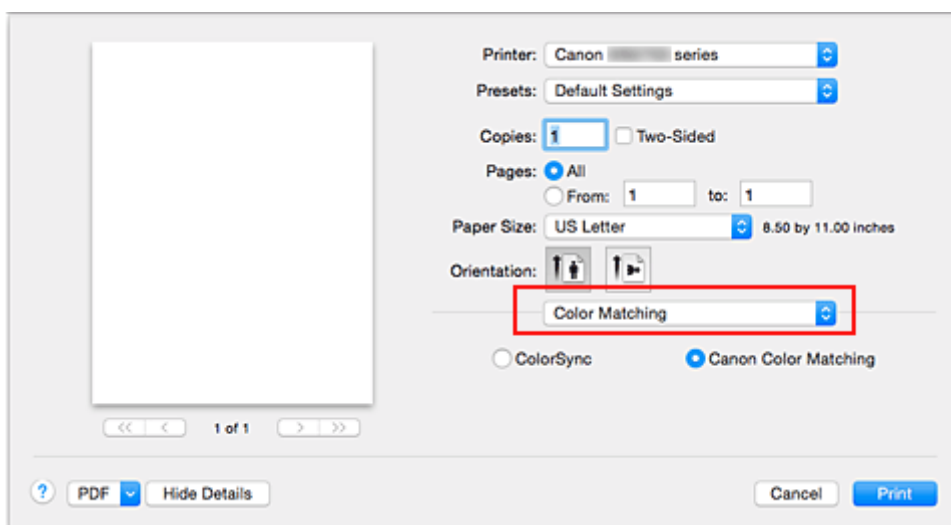 Printer: Canon series
Presets: Default Settings
Copies: 1 Two-Sided
Pages: All
From: 1 to: 1
Paper Size: US Letter 8.50 by 11.00 inches
Orientation:
Color Matching
ColorSync Canon Color Matching
<< < 1 of 1 > >>
? PDF Hide Details Cancel Print